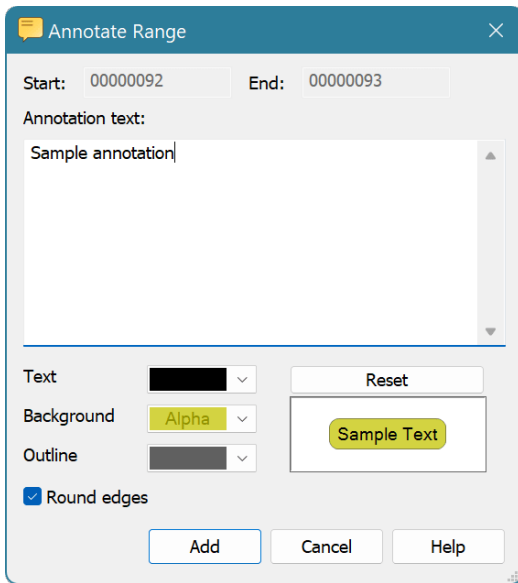 Annotate Range
Start: 00000092 End: 00000093
Annotation text:
Sample annotation
Text
Reset
Background Alpha
Sample Text
Outline
Round edges
Add Cancel Help